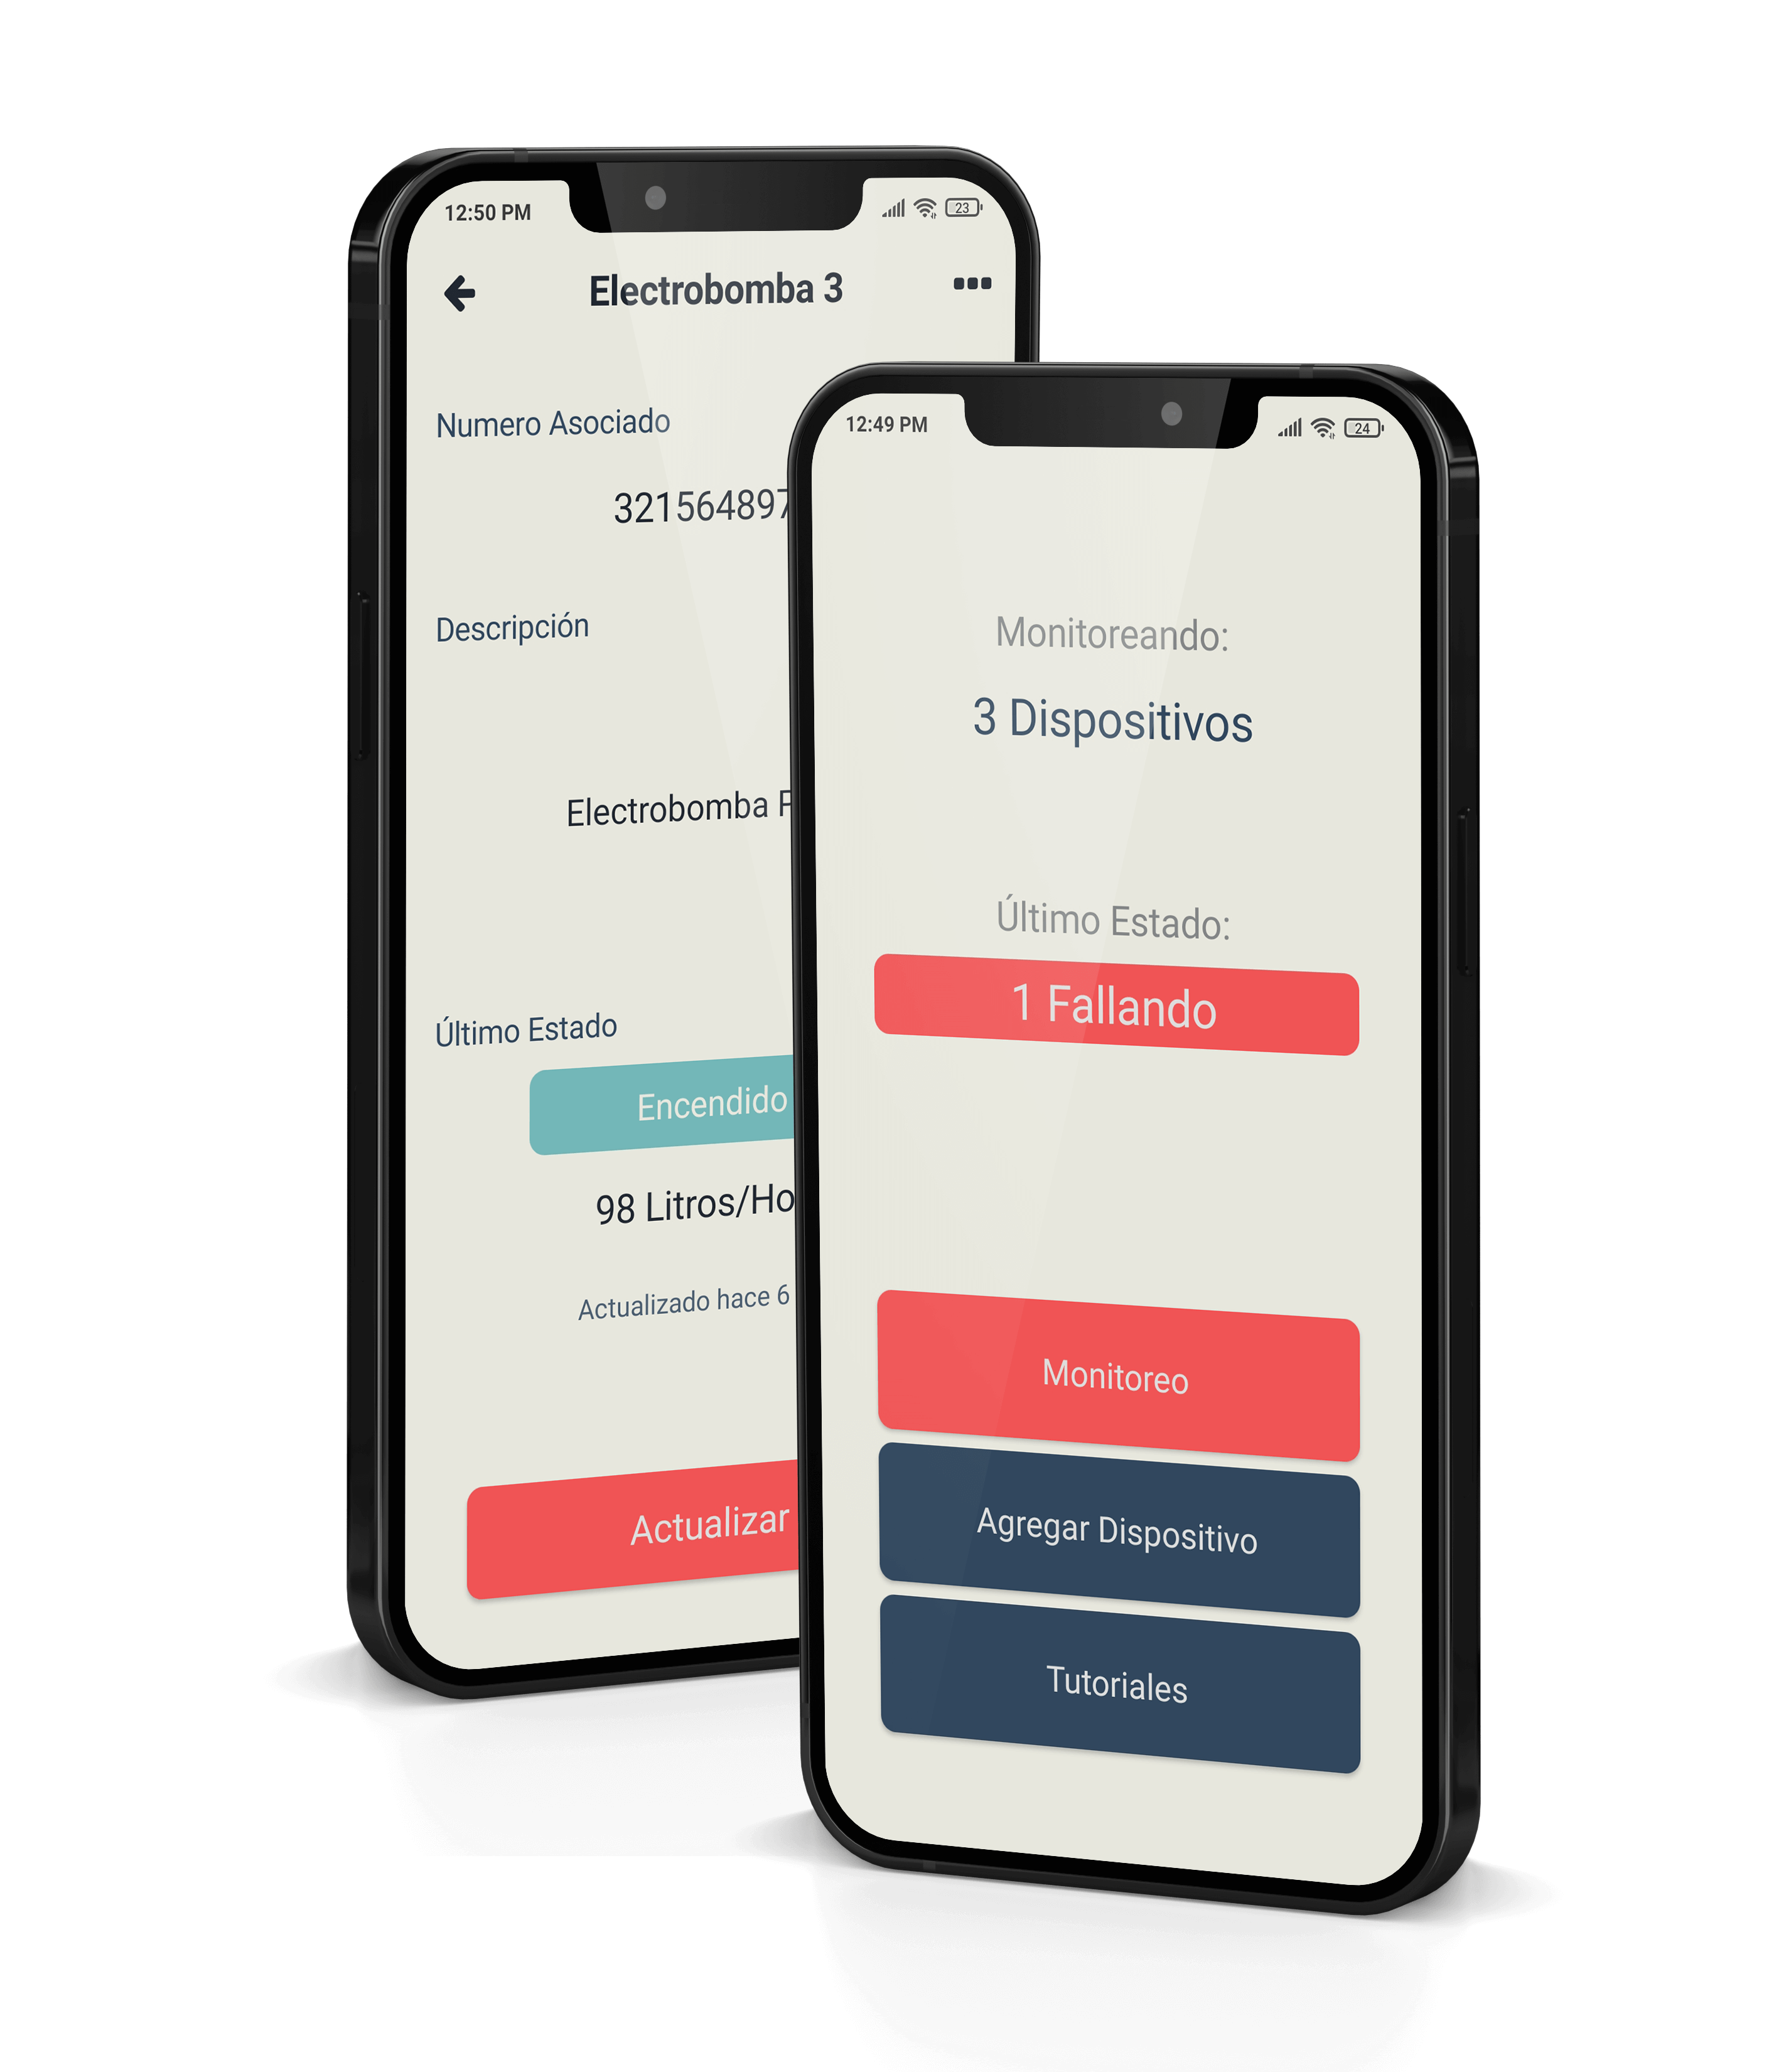 12:50 PM
23
Electrobomba 3
Numero Asociado
321564897
Descripción
Electrobomba
Último Estado
Encendido
98 Litros/Ho
Actualizado hace 6
Actualizar
12:49 PM
24
Monitoreando:
3 Dispositivos
Último Estado:
1 Fallando
Monitoreo
Agregar Dispositivo
Tutoriales